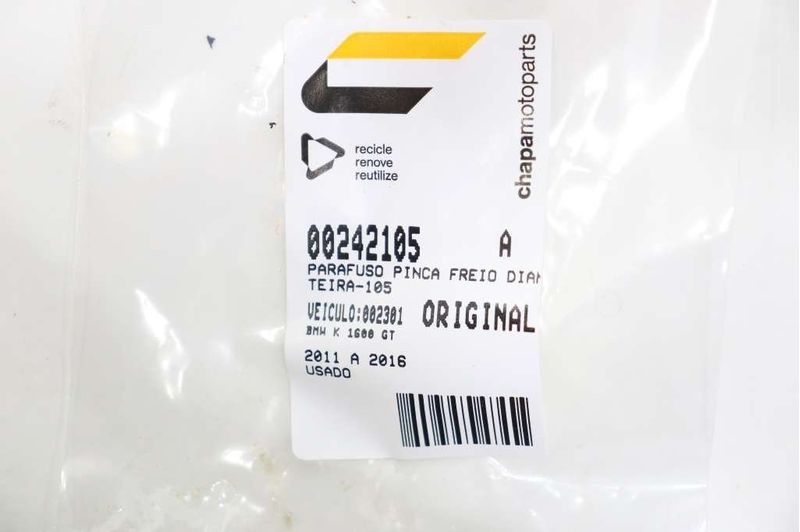 chapamotoparts
recicle
renove
reutilize
00242105 A
PARAFUSO PINCA FREIO DIAN
TEIRA-105
VEICULO:002301 ORIGINAL
BMW K 1600 GT
2011 A 2016
USADO